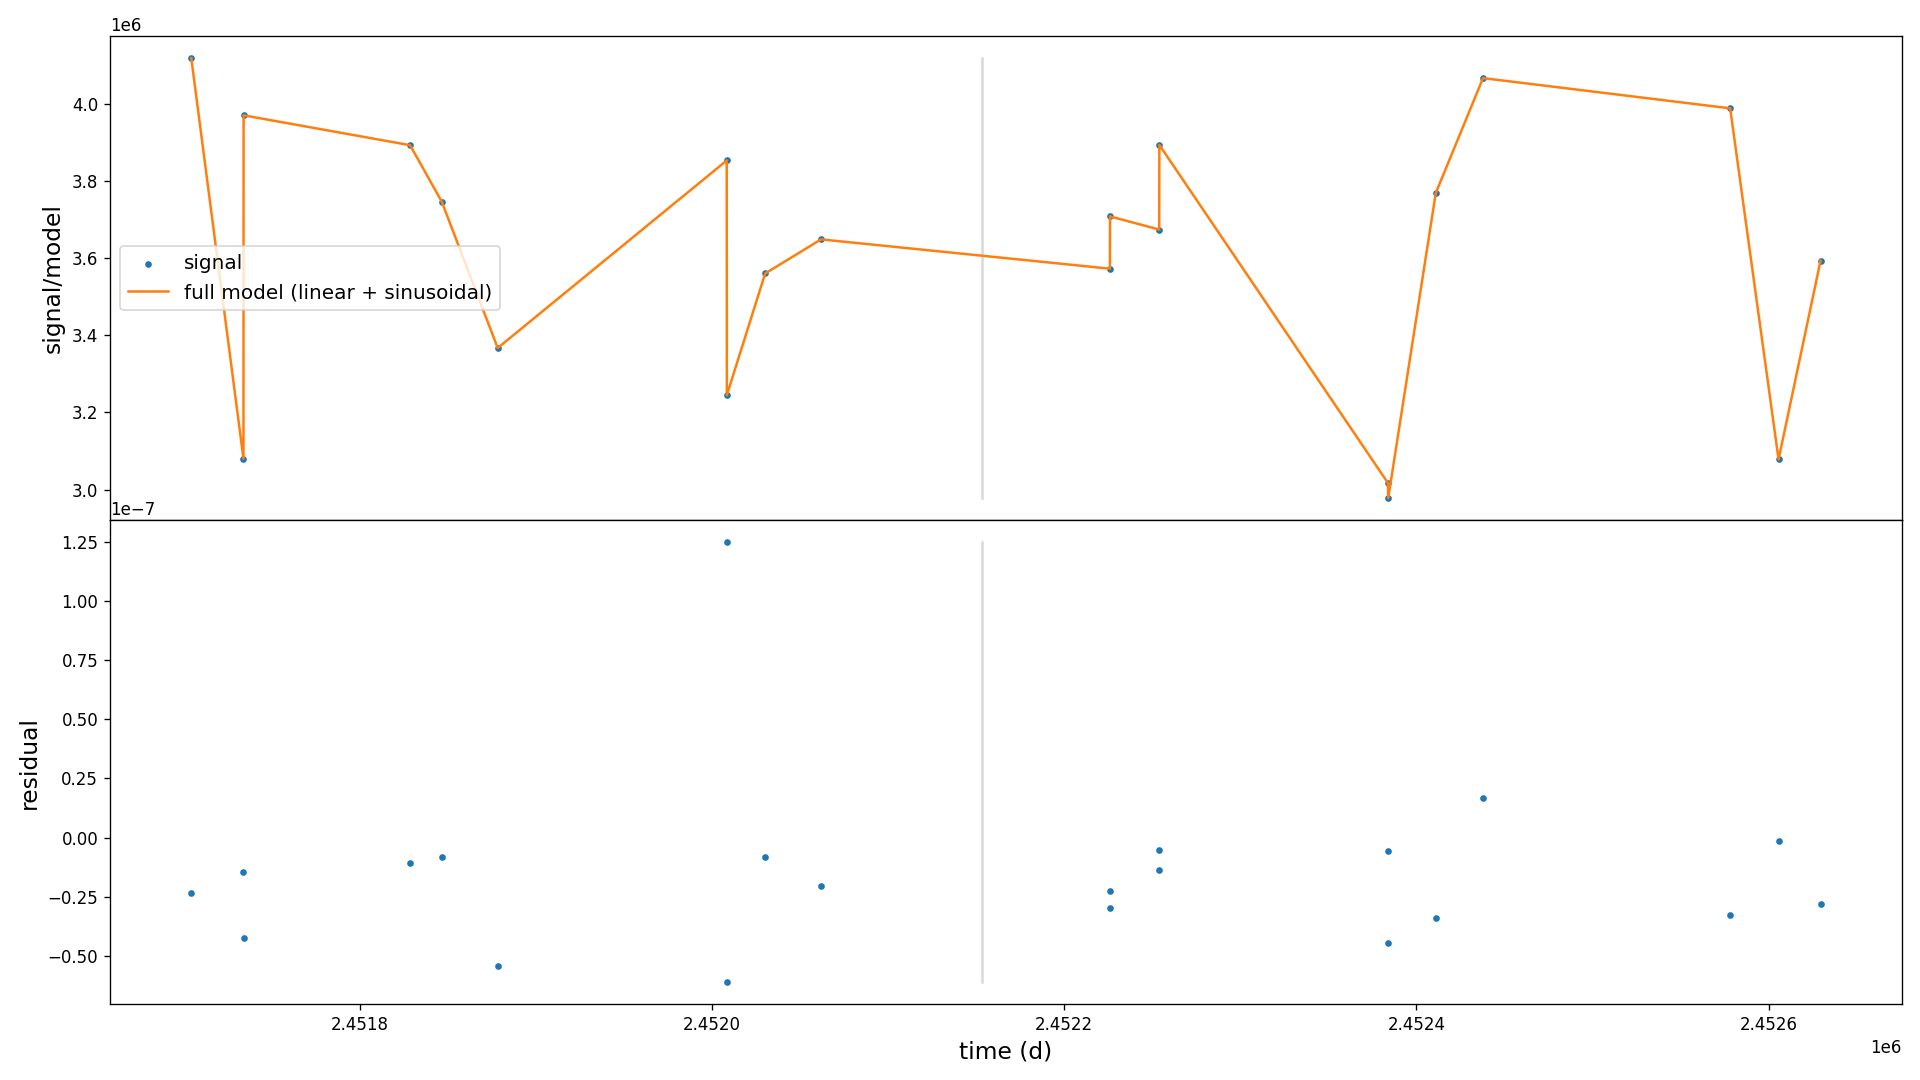 1e6
4.0
3.8
3.6
3.4
3.2
3.0
signal/model
signal
full model (linear + sinusoidal)
1e−7
1.25
1.00
0.75
0.50
0.25
0.00
−0.25
−0.50
residual
2.4518
2.4520
2.4522
2.4524
2.4526
1e6
time (d)